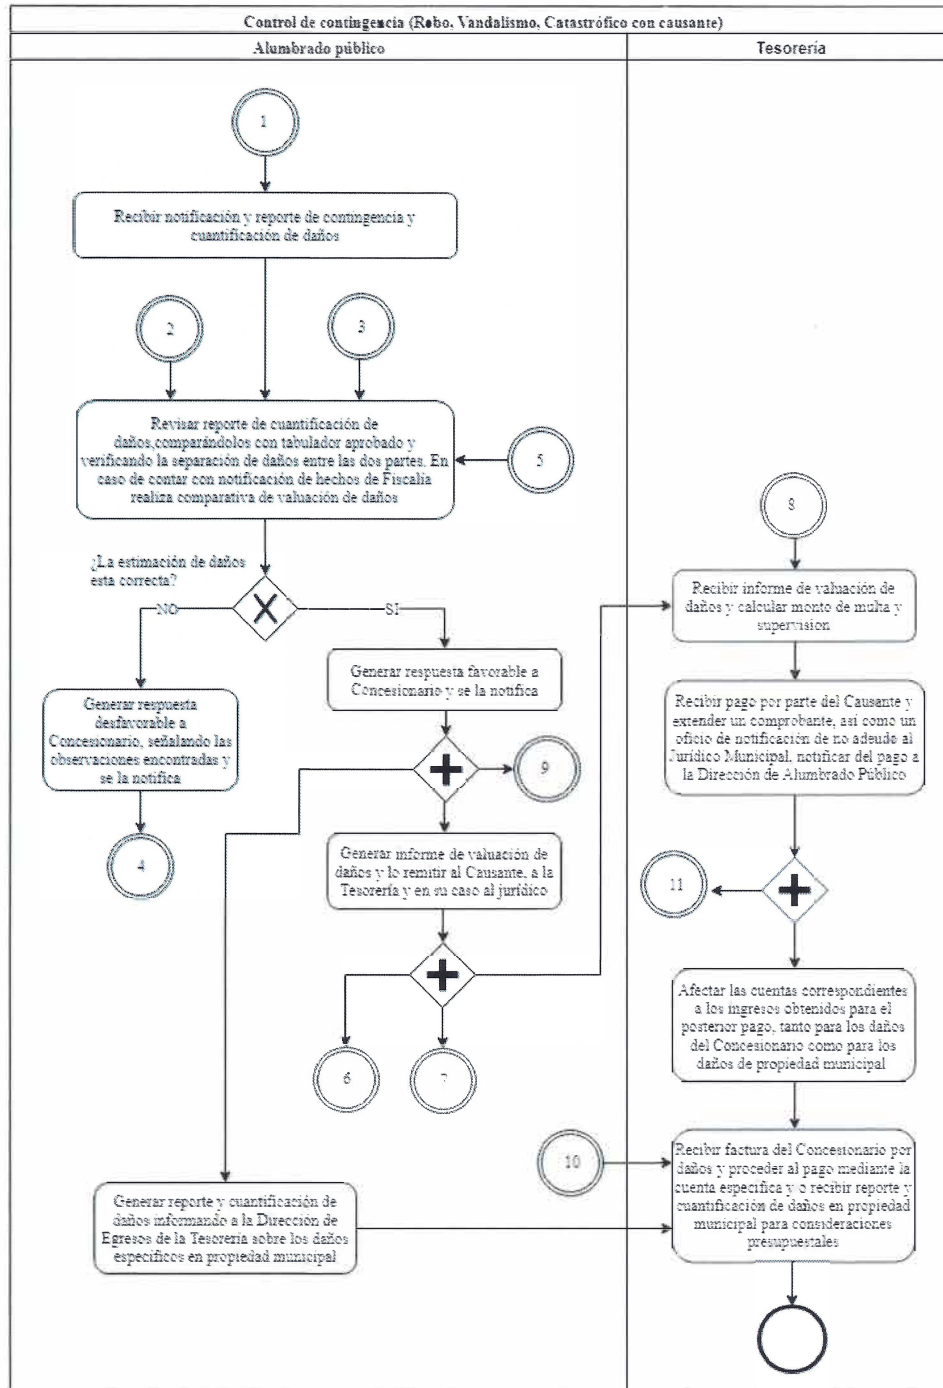 Control de contingencia (Robo, Vandalismo, Catastrófico con causante)
Alumbrado público
Tesorería
1
Recibir notificación y reporte de contingencia y
cuantificación de daños
2
3
Revisar reporte de cuantificación de
daños,comparándolos con tabulador aprobado y
verificando la separación de daños entre las dos partes. En
caso de contar con notificación de hechos de Fiscalía
realiza comparativa de valuación de daños
5
¿La estimación de daños
esta correcta?
NO
SI
Generar respuesta
desfavorable a
Concesionario, señalando las
observaciones encontradas y
se la notifica
4
Generar respuesta favorable a
Concesionario y se la notifica
9
Generar informe de valuación de
daños y lo remitir al Causante, a la
Tesorería y en su caso al jurídico
6
7
Generar reporte y cuantificación de
daños informando a la Dirección de
Egresos de la Tesorería sobre los daños
especificos en propiedad municipal
8
Recibir informe de valuación de
daños y calcular monto de multa y
supervision
Recibir pago por parte del Causante y
extender un comprobante, así como un
oficio de notificación de no adeudo al
Jurídico Municipal, notificar del pago a
la Dirección de Alumbrado Público
11
Afectar las cuentas correspondientes
a los ingresos obtenidos para el
posterior pago, tanto para los daños
del Concesionario como para los
daños de propiedad municipal
10
Recibir factura del Concesionario por
daños y proceder al pago mediante la
cuenta especifica y o recibir reporte y
cuantificación de daños en propiedad
municipal para consideraciones
presupuestales